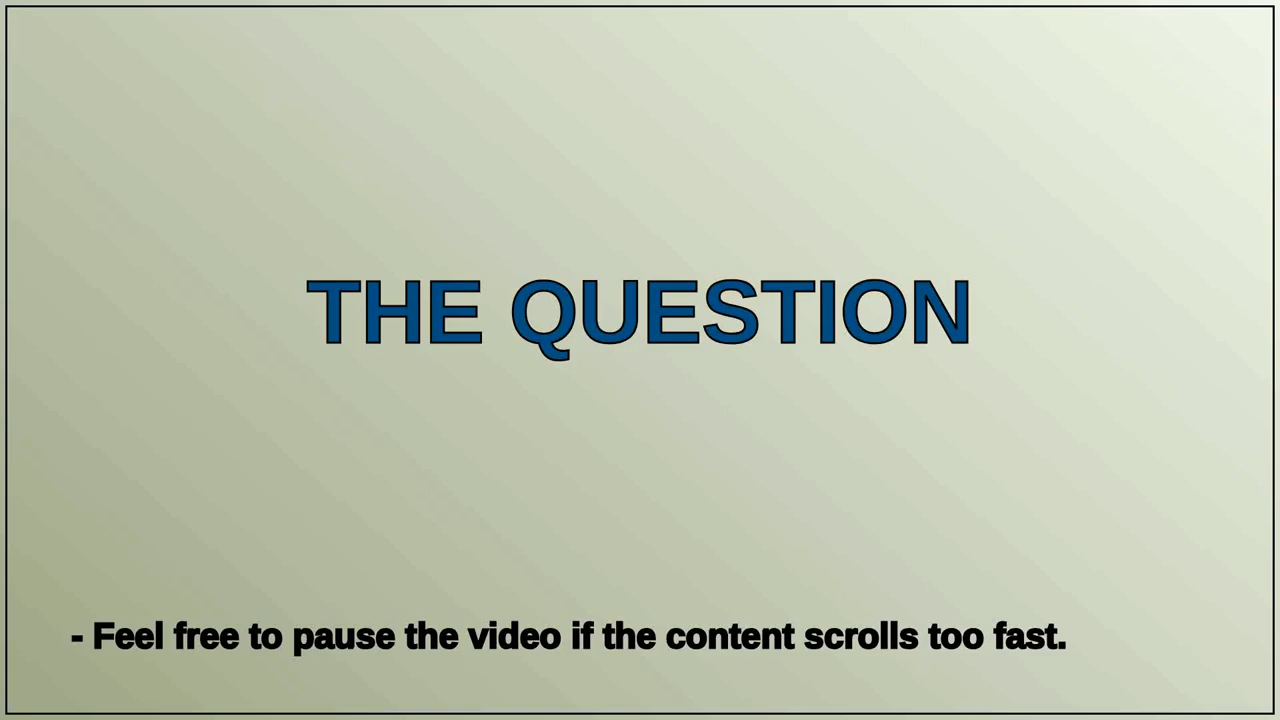 THE QUESTION
- Feel free to pause the video if the content scrolls too fast.